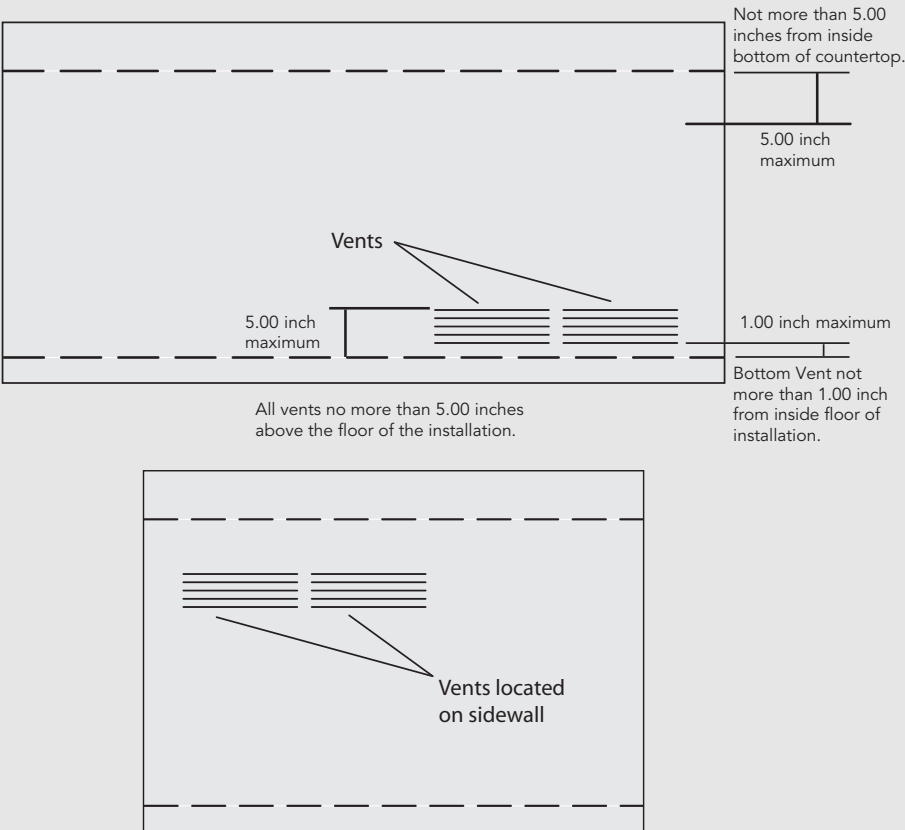 Not more than 5.00
inches from inside
bottom of countertop.
5.00 inch
maximum
Vents
5.00 inch
maximum
1.00 inch maximum
Bottom Vent not
more than 1.00 inch
from inside floor of
installation.
All vents no more than 5.00 inches
above the floor of the installation.
Vents located
on sidewall